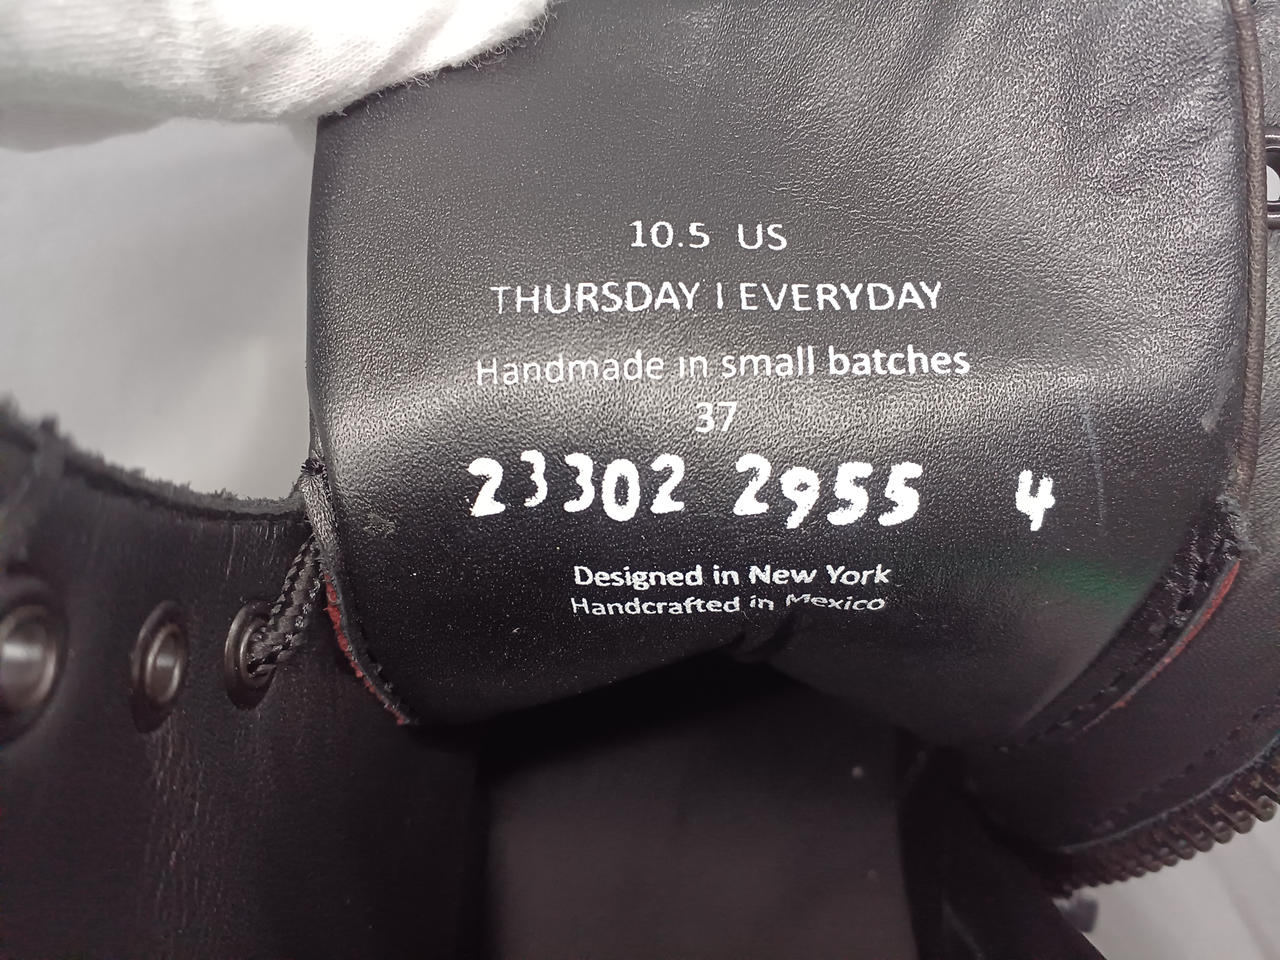 10.5 US
THURSDAY | EVERYDAY
Handmade in small batches
37
23302 2955 4
Designed in New York
Handcrafted in Mexico